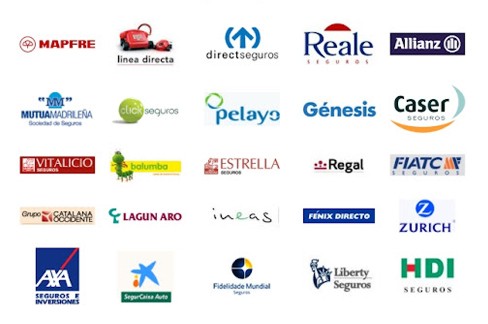 MAPFRE
linea directa
directseguros
Reale
SEGUROS
Allianz
MM
MUTUAMADRILEÑA
Sociedad de Seguros
clickseguros
pelayo
Génesis
Caser
SEGUROS
VITALICIO
SEGUROS
balumba
ESTRELLA
SEGUROS
Regal
FIATC
SEGUROS
Grupo CATALANA
OCCIDENTE
LAGUN ARO
ineas
FÉNIX DIRECTO
ZURICH
AXA
SEGUROS E
INVERSIONES
SegurCaixa Auto
Fidelidade Mundial
Seguros
Liberty
Seguros
HDI
SEGUROS